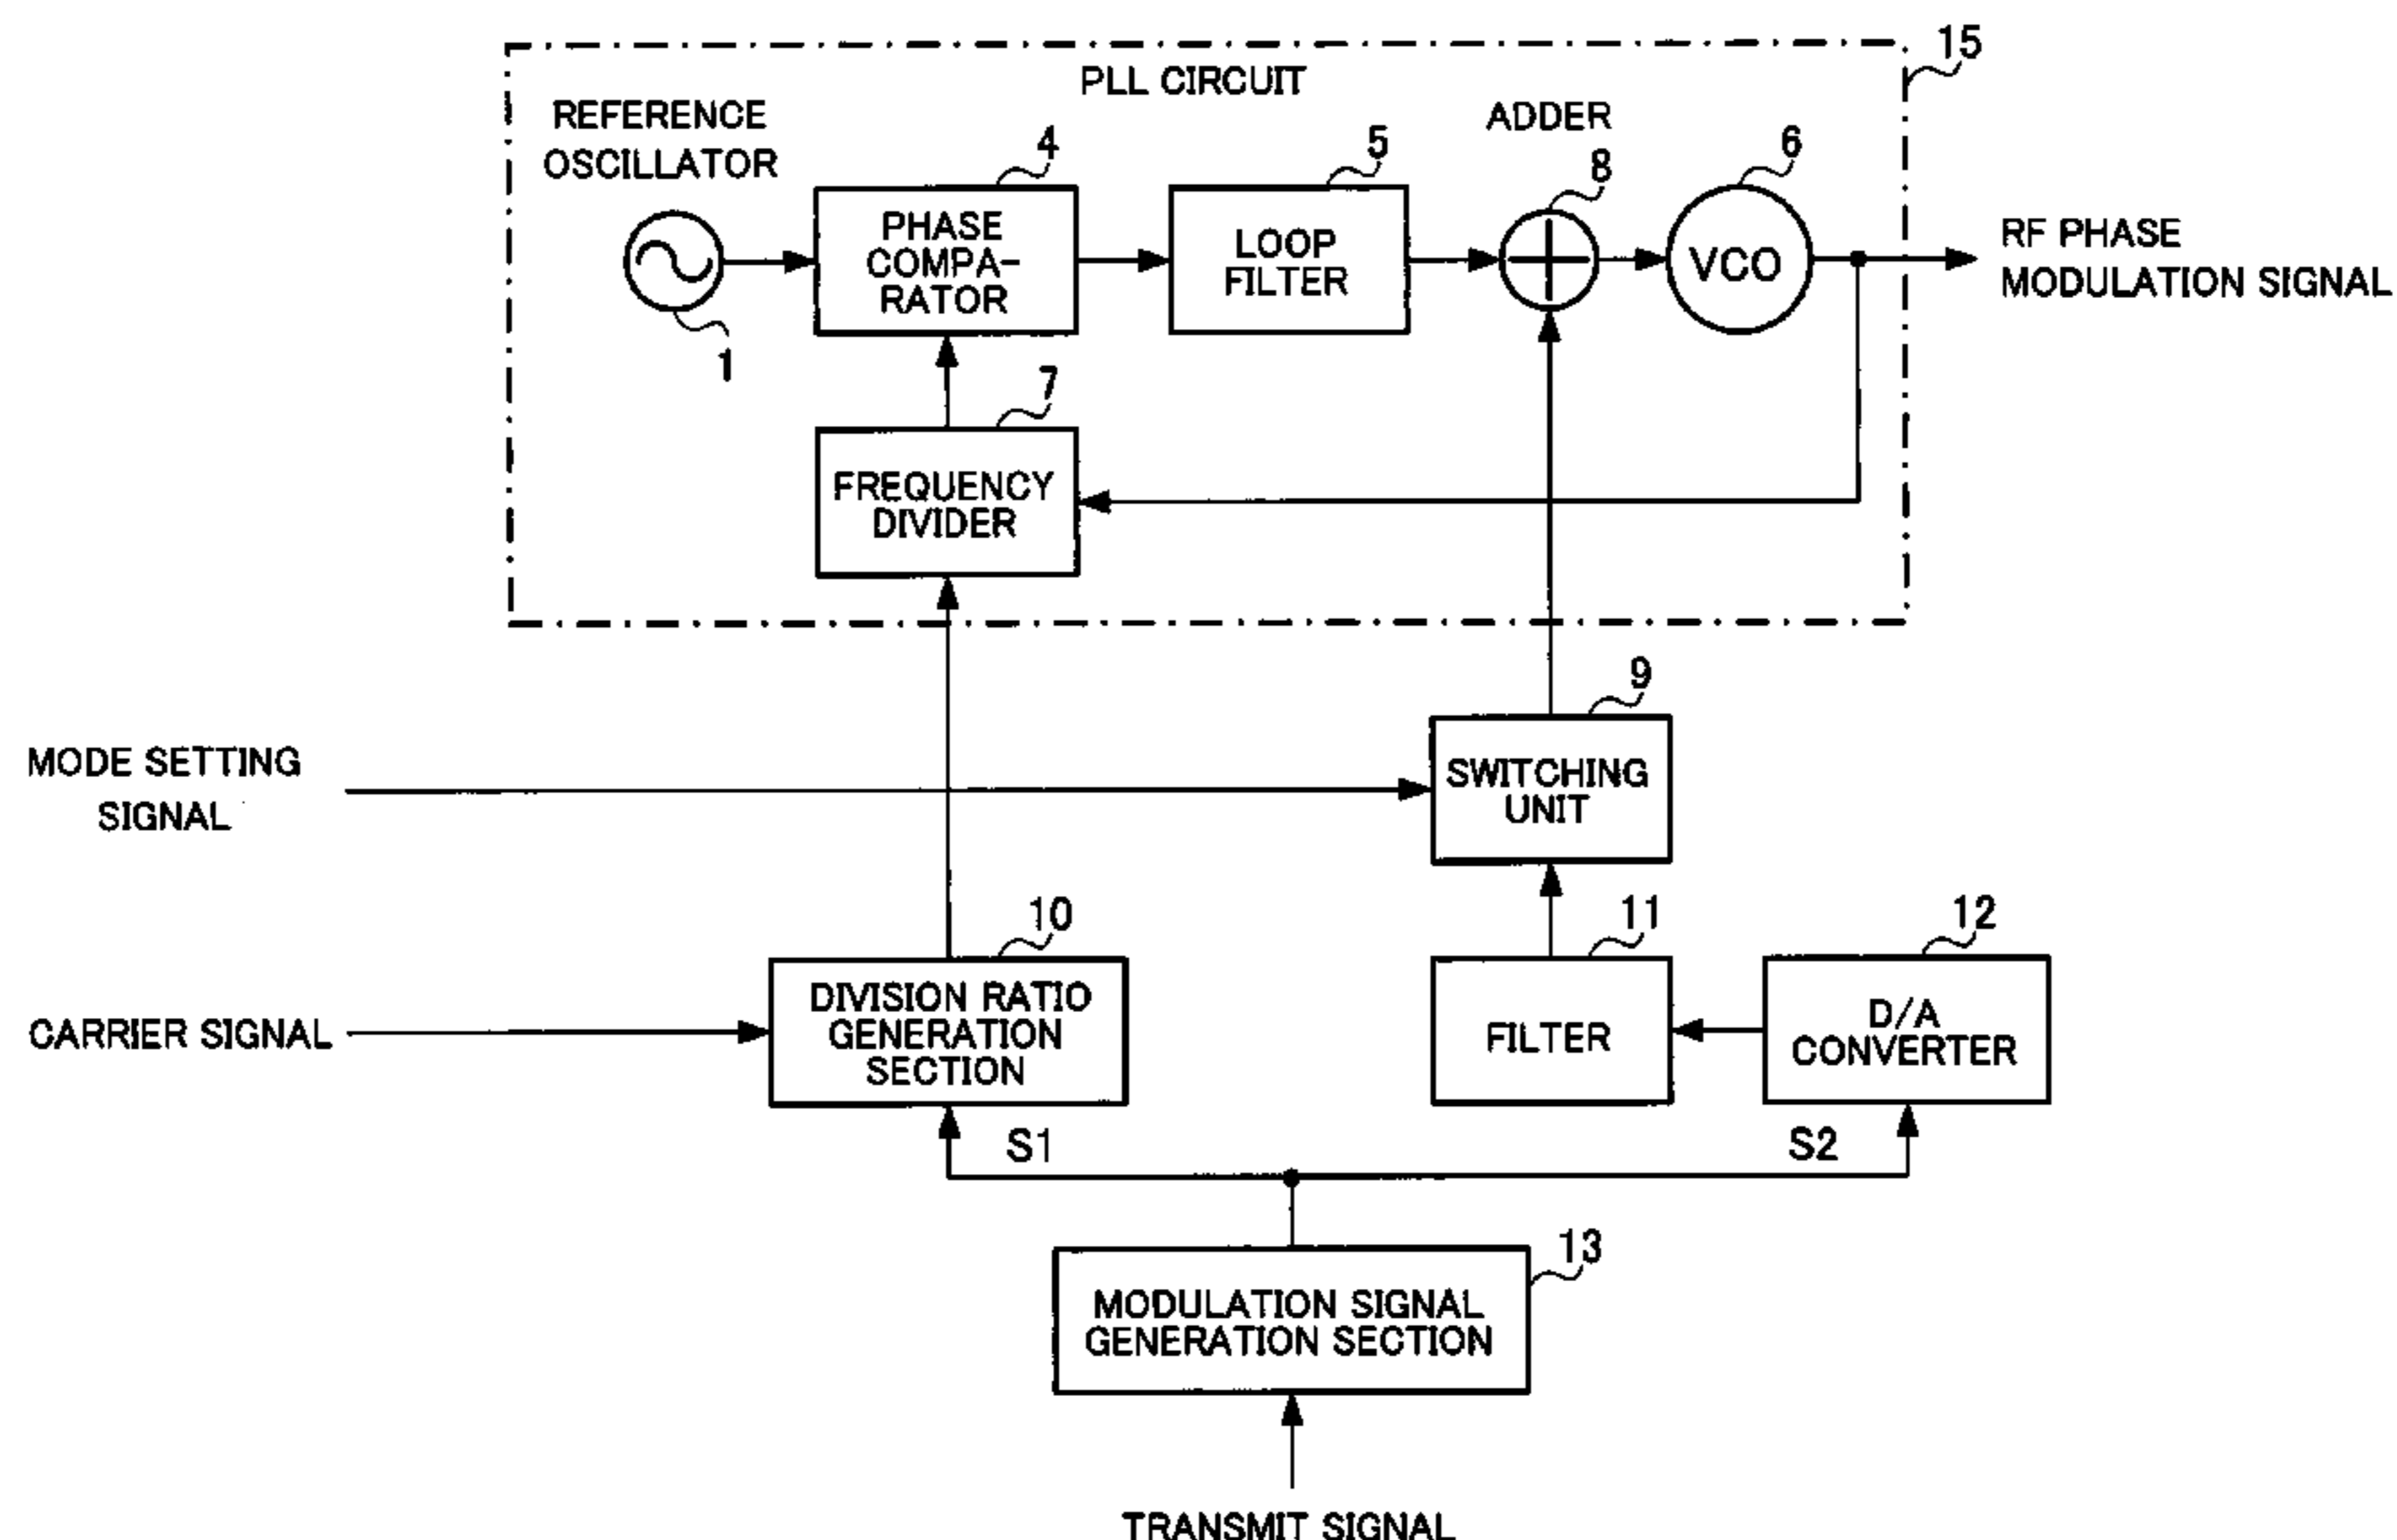 15
PLL CIRCUIT
REFERENCE
OSCILLATOR
ADDER
4
5
8
6
PHASE
COMPA-
RATOR
LOOP
FILTER
VCO
RF PHASE
MODULATION SIGNAL
1
7
FREQUENCY
DIVIDER
9
MODE SETTING
SIGNAL
SWITCHING
UNIT
10
11
12
CARRIER SIGNAL
DIVISION RATIO
GENERATION
SECTION
FILTER
D/A
CONVERTER
S1
S2
13
MODULATION SIGNAL
GENERATION SECTION
TRANSMIT SIGNAL